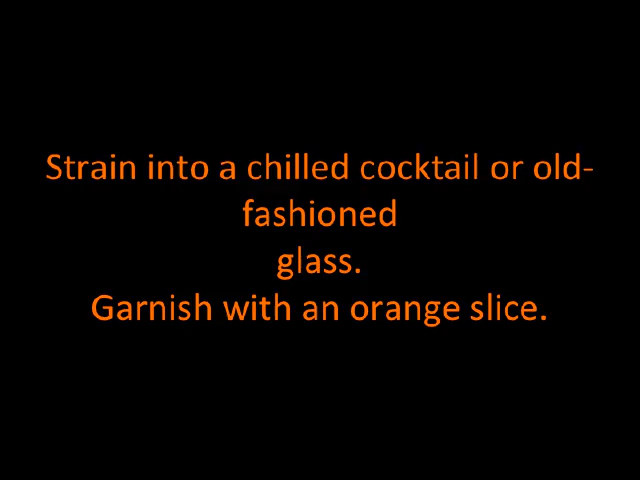 Strain into a chilled cocktail or old-
fashioned
glass.
Garnish with an orange slice.